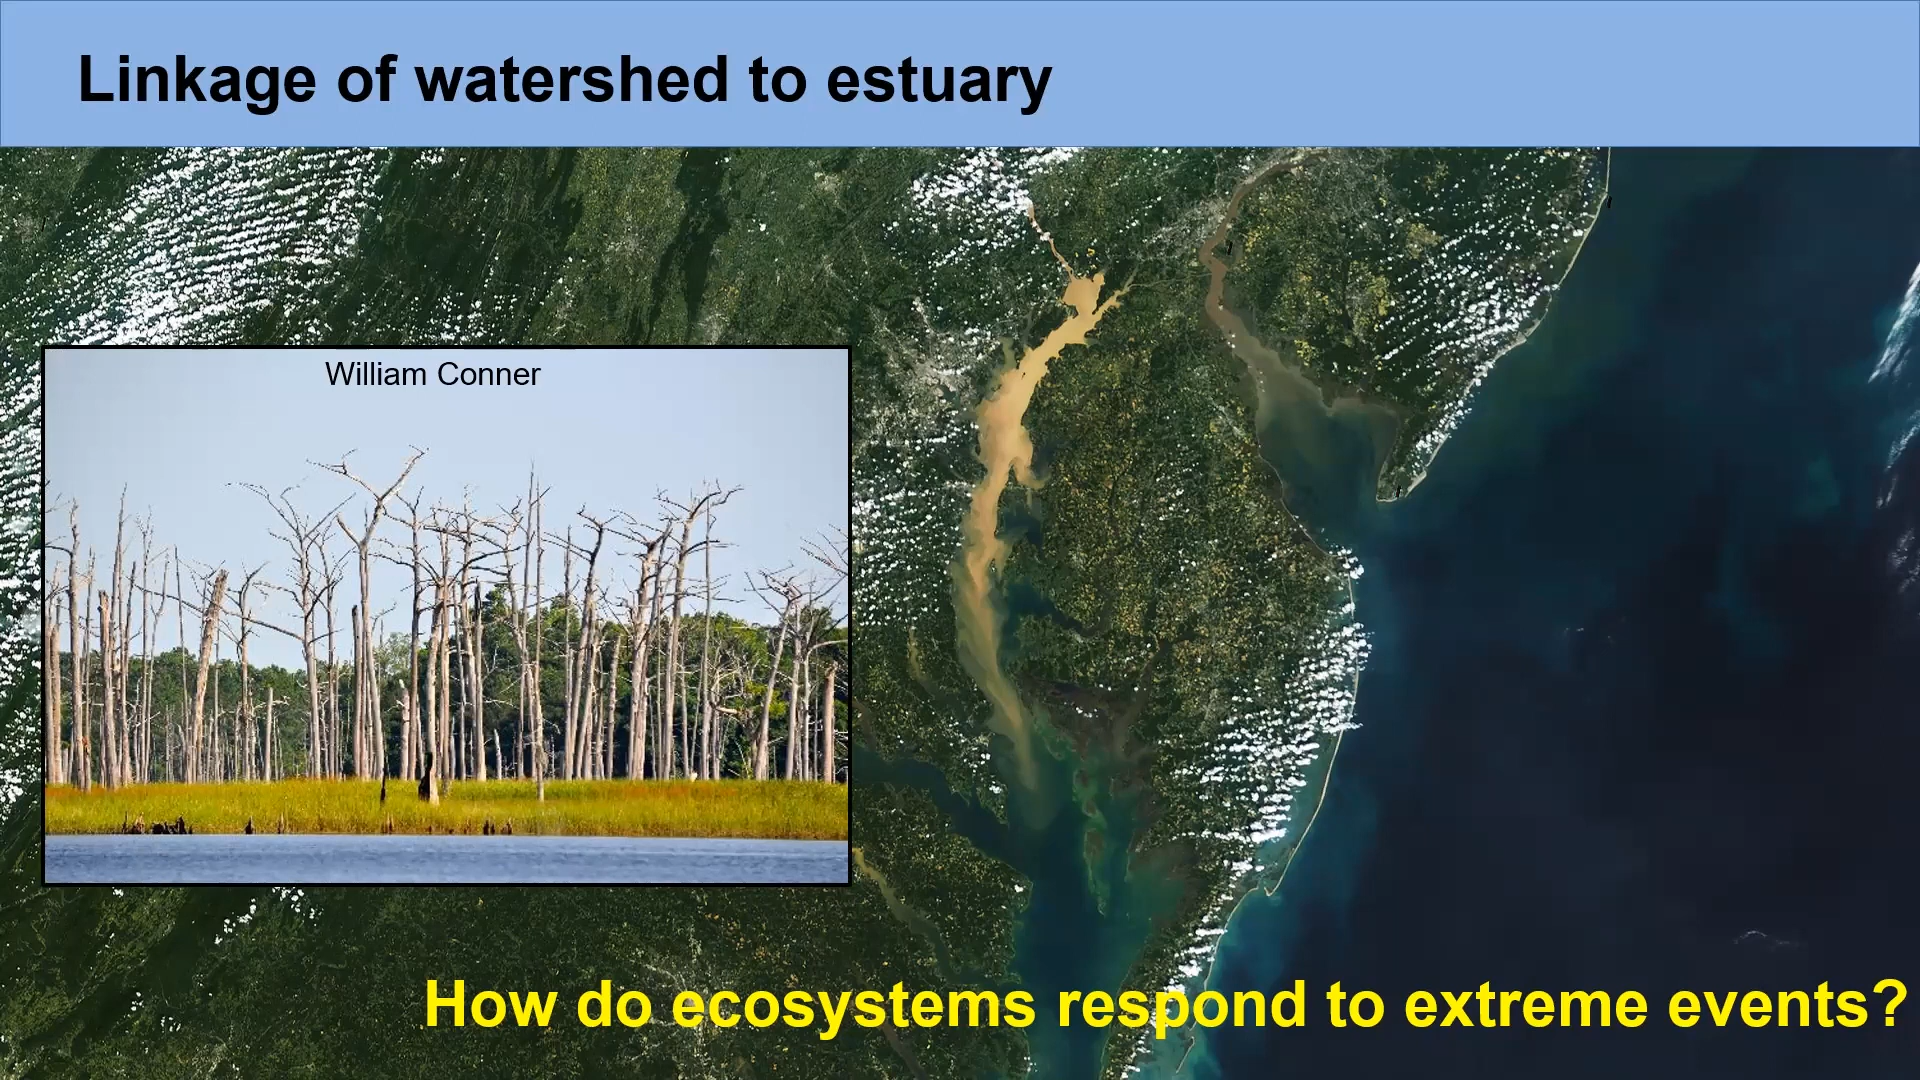 Linkage of watershed to estuary
William Conner
How do ecosystems respond to extreme events?